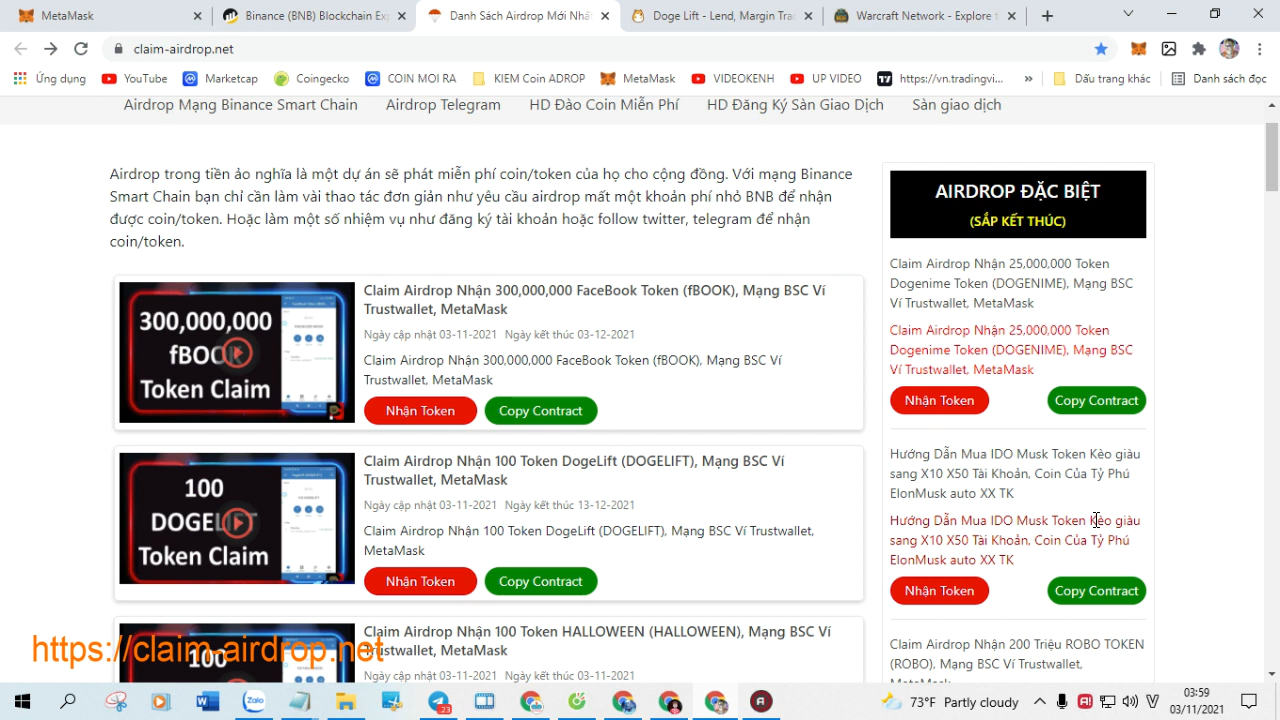 MetaMask
Binance (BNB) Blockchain Ex
Danh Sách Airdrop Mới Nhấ
Doge Lift - Lend, Margin Trad
Warcraft Network - Explore t
claim-airdrop.net
Ứng dụng
YouTube
Marketcap
Coingecko
COIN MOI RA
KIEM Coin ADROP
MetaMask
VIDEOKENH
UP VIDEO
https://vn.tradingvi...
Dấu trang khác
Danh sách đọc
Airdrop Mạng Binance Smart Chain
Airdrop Telegram
HD Đào Coin Miễn Phí
HD Đăng Ký Sàn Giao Dịch
Sàn giao dịch
Airdrop trong tiền ảo nghĩa là một dự án sẽ phát miễn phí coin/token của họ cho cộng đồng. Với mạng Binance
Smart Chain bạn chỉ cần làm vài thao tác đơn giản như yêu cầu airdrop mất một khoản phí nhỏ BNB để nhận
được coin/token. Hoặc làm một số nhiệm vụ như đăng ký tài khoản hoặc follow twitter, telegram để nhận
coin/token.
300,000,000
fBOOK
Token Claim
Claim Airdrop Nhận 300,000,000 FaceBook Token (fBOOK), Mạng BSC Ví
Trustwallet, MetaMask
Ngày cập nhật 03-11-2021 Ngày kết thúc 03-12-2021
Claim Airdrop Nhận 300,000,000 FaceBook Token (fBOOK), Mạng BSC Ví
Trustwallet, MetaMask
Nhận Token
Copy Contract
100
DOGELIFT
Token Claim
Claim Airdrop Nhận 100 Token DogeLift (DOGELIFT), Mạng BSC Ví
Trustwallet, MetaMask
Ngày cập nhật 03-11-2021 Ngày kết thúc 13-12-2021
Claim Airdrop Nhận 100 Token DogeLift (DOGELIFT), Mạng BSC Ví Trustwallet,
MetaMask
Nhận Token
Copy Contract
100
Claim Airdrop Nhận 100 Token HALLOWEEN (HALLOWEEN), Mạng BSC Ví
Trustwallet, MetaMask
Ngày cập nhật 03-11-2021 Ngày kết thúc 03-11-2021
https://claim-airdrop.net
AIRDROP ĐẶC BIỆT
(SẮP KẾT THÚC)
Claim Airdrop Nhận 25,000,000 Token
Dogenime Token (DOGENIME), Mạng BSC
Ví Trustwallet, MetaMask
Claim Airdrop Nhận 25,000,000 Token
Dogenime Token (DOGENIME), Mạng BSC
Ví Trustwallet, MetaMask
Nhận Token
Copy Contract
Hướng Dẫn Mua IDO Musk Token Kèo giàu
sang X10 X50 Tài Khoản, Coin Của Tỷ Phú
ElonMusk auto XX TK
Hướng Dẫn Mua IDO Musk Token Kèo giàu
sang X10 X50 Tài Khoản, Coin Của Tỷ Phú
ElonMusk auto XX TK
Nhận Token
Copy Contract
Claim Airdrop Nhận 200 Triệu ROBO TOKEN
(ROBO), Mạng BSC Ví Trustwallet,
MetaMask
Zalo
23
73°F Partly cloudy
03:59
03/11/2021